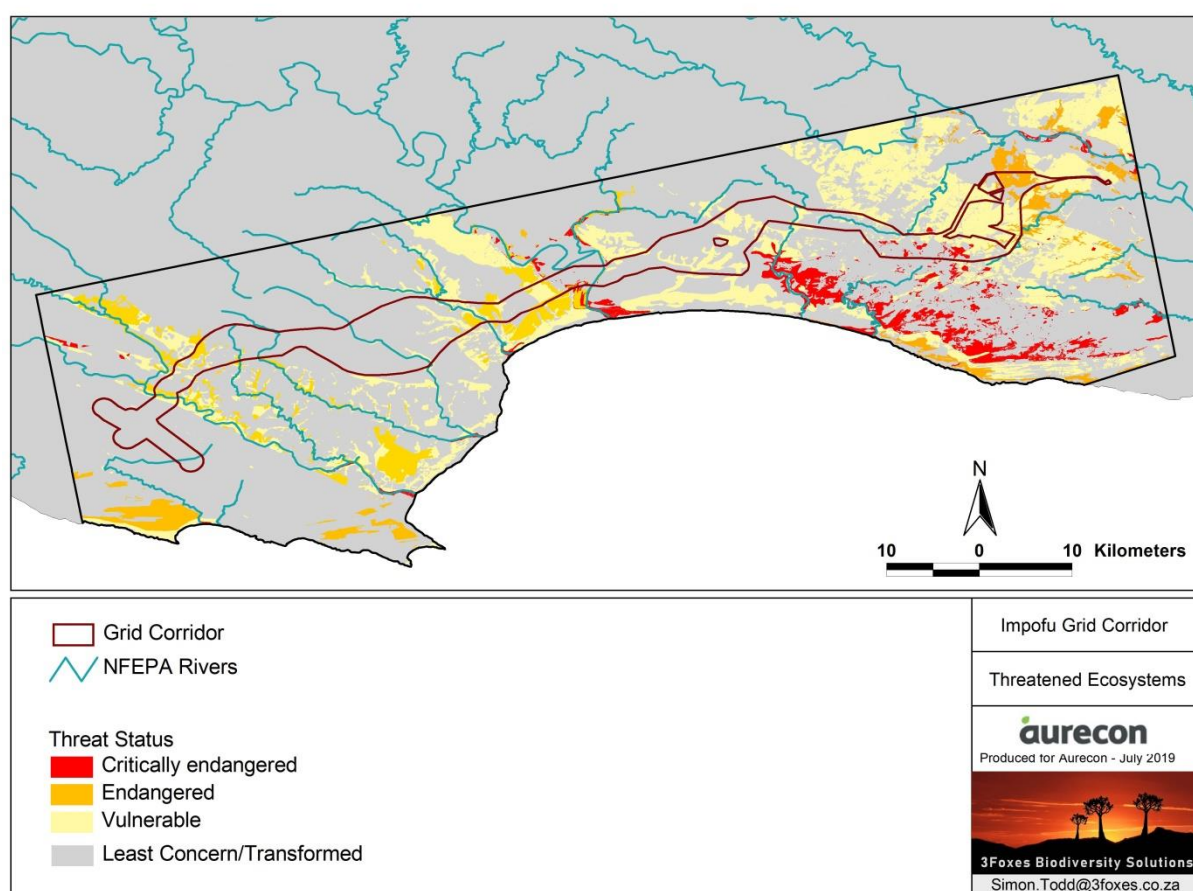 N
10 0 10 Kilometers
Grid Corridor
NFEPA Rivers
Threat Status
Critically endangered
Endangered
Vulnerable
Least Concern/Transformed
Impofu Grid Corridor
Threatened Ecosystems
aurecon
Produced for Aurecon - July 2019
3Foxes Biodiversity Solutions
Simon.Todd@3foxes.co.za